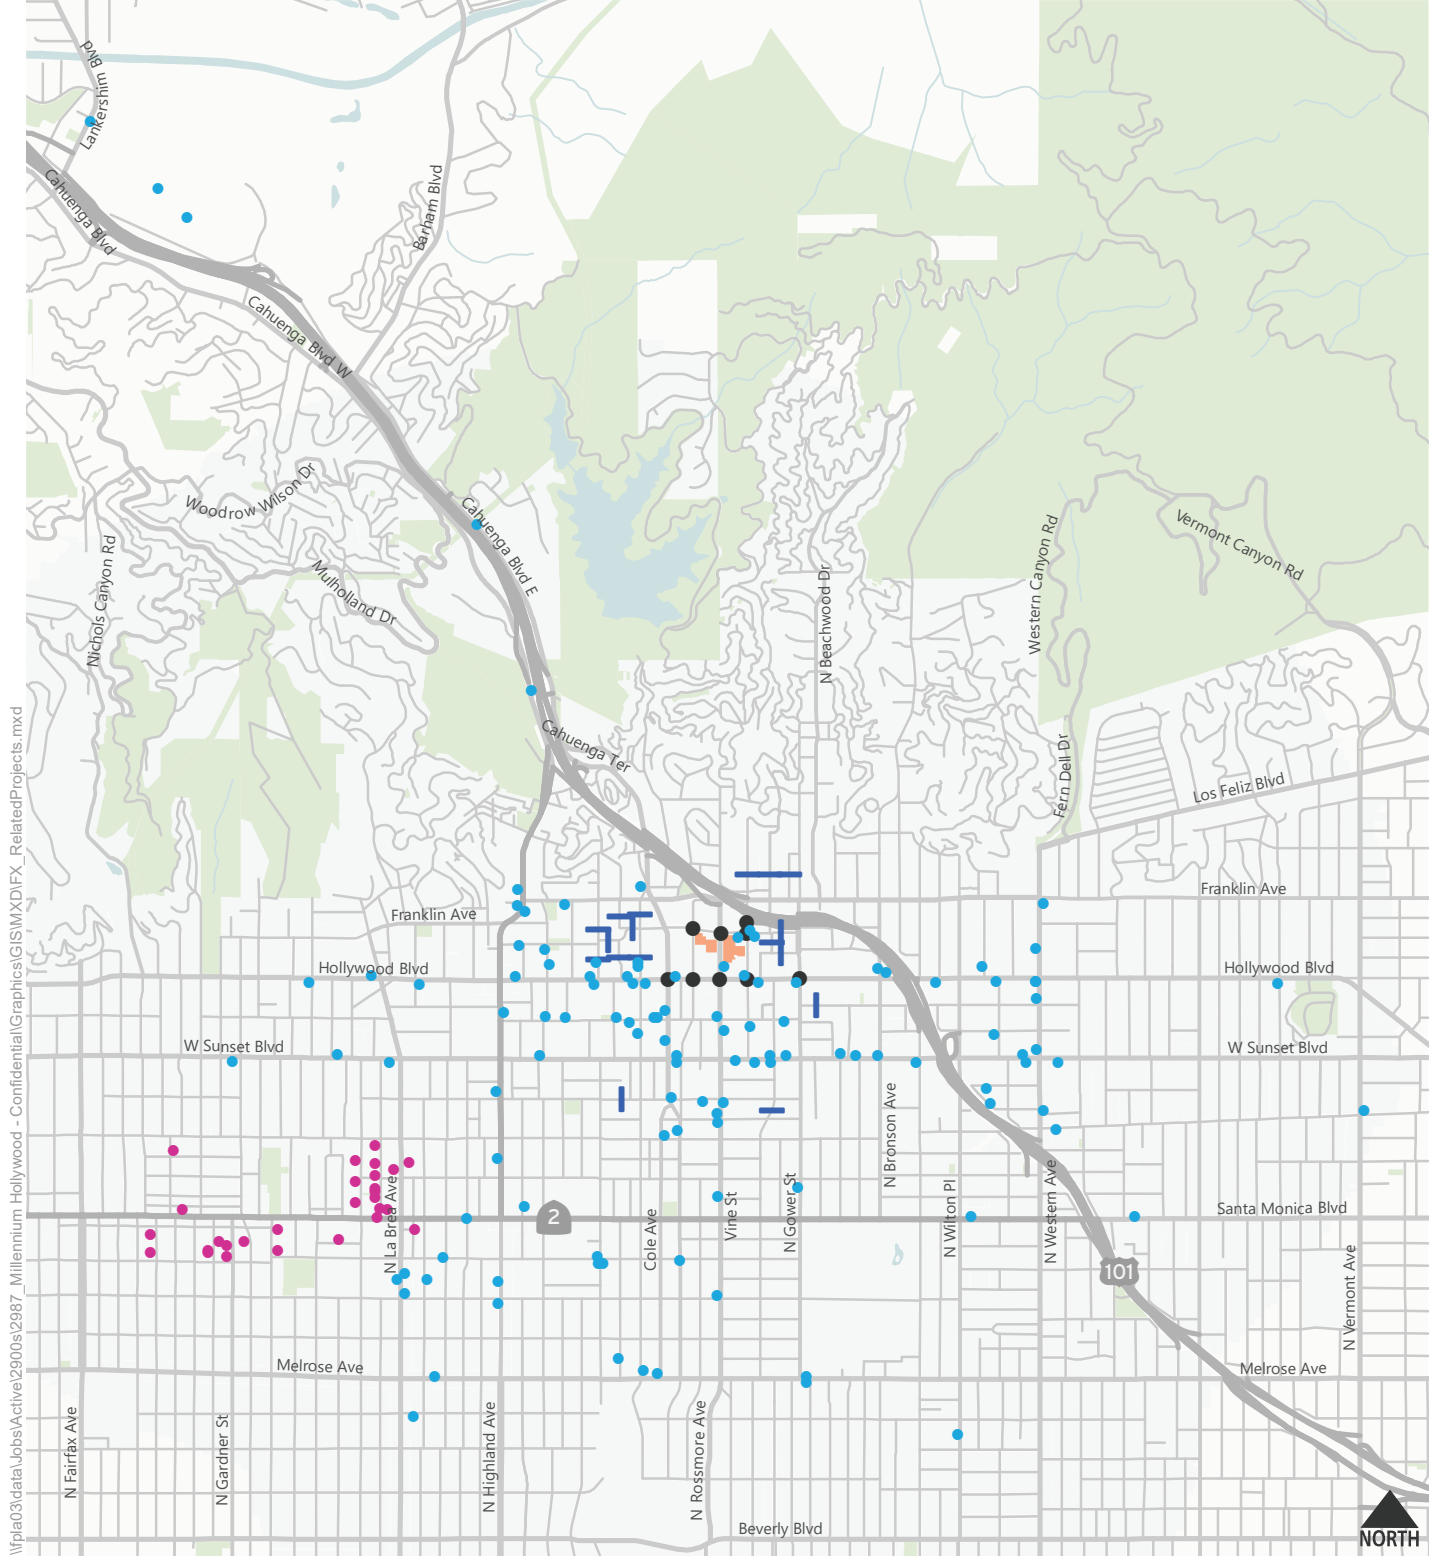 Lankershim Blvd
Cahuenga Blvd
Barham Blvd
Cahuenga Blvd W
Woodrow Wilson Dr
Cahuenga Blvd E
Vermont Canyon Rd
Western Canyon Rd
Nichols Canyon Rd
Mulholland Dr
N Beachwood Dr
Cahuenga Ter
Fern Dell Dr
Los Feliz Blvd
Franklin Ave
Franklin Ave
Hollywood Blvd
Hollywood Blvd
W Sunset Blvd
W Sunset Blvd
N Bronson Ave
N La Brea Ave
2
Cole Ave
Vine St
N Gower St
N Wilton Pl
N Western Ave
Santa Monica Blvd
101
N Vermont Ave
Melrose Ave
Melrose Ave
N Fairfax Ave
N Gardner St
N Highland Ave
N Rossmore Ave
Beverly Blvd
NORTH
\\fpla03\data\Jobs\Active\2900s\2987_Millennium Hollywood - Confidential\Graphics\GIS\MXD\FX_RelatedProjects.mxd